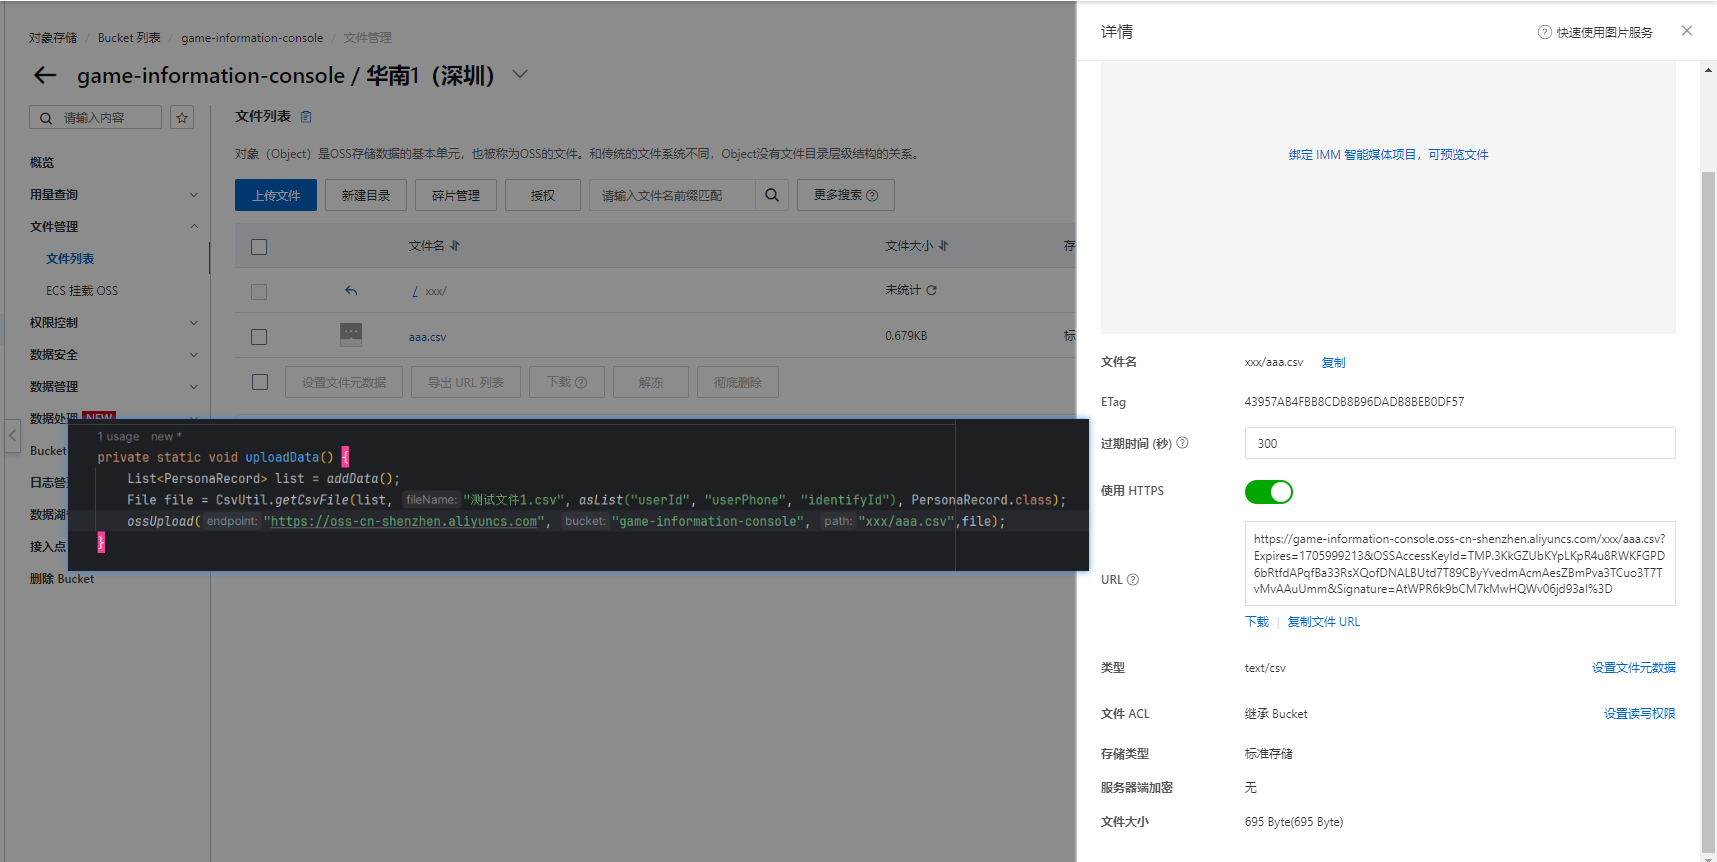 对象存储 / Bucket 列表 / game-information-console / 文件管理
game-information-console / 华南1（深圳）
请输入内容
概览
用量查询
文件管理
文件列表
ECS 挂载 OSS
权限控制
数据安全
数据管理
数据处理 NEW
Bucket
日志管
数据湖
接入点
删除 Bucket
文件列表
对象（Object）是OSS存储数据的基本单元，也被称为OSS的文件。和传统的文件系统不同，Object没有文件目录层级结构的关系。
上传文件 新建目录 碎片管理 授权 请输入文件名前缀匹配 更多搜索
文件名 文件大小 存
/ xxx/ 未统计
aaa.csv 0.679KB 标
设置文件元数据 导出 URL 列表 下载 解冻 彻底删除
1 usage new *
private static void uploadData() {
List<PersonaRecord> list = addData();
File file = CsvUtil.getCsvFile(list, fileName: "测试文件1.csv", asList("userId", "userPhone", "identifyId"), PersonaRecord.class);
ossUpload( endpoint: "https://oss-cn-shenzhen.aliyuncs.com", bucket: "game-information-console", path: "xxx/aaa.csv",file);
}
详情
快速使用图片服务
绑定 IMM 智能媒体项目，可预览文件
文件名 xxx/aaa.csv 复制
ETag 43957AB4FBB8CDB8B96DADB8BEB0DF57
过期时间 (秒) 300
使用 HTTPS
URL
https://game-information-console.oss-cn-shenzhen.aliyuncs.com/xxx/aaa.csv?
Expires=1705999213&OSSAccessKeyId=TMP.3KkGZUbKYpLKpR4u8RWKFGPD
6bRtfdAPqfBa33RsXQofDNALBUtd7T89CByYvedmAcmAesZBmPva3TCuo3T7T
vMvAAuUmm&Signature=AtWPR6k9bCM7kMwHQWv06jd93aI%3D
下载 | 复制文件 URL
类型 text/csv 设置文件元数据
文件 ACL 继承 Bucket 设置读写权限
存储类型 标准存储
服务器端加密 无
文件大小 695 Byte(695 Byte)